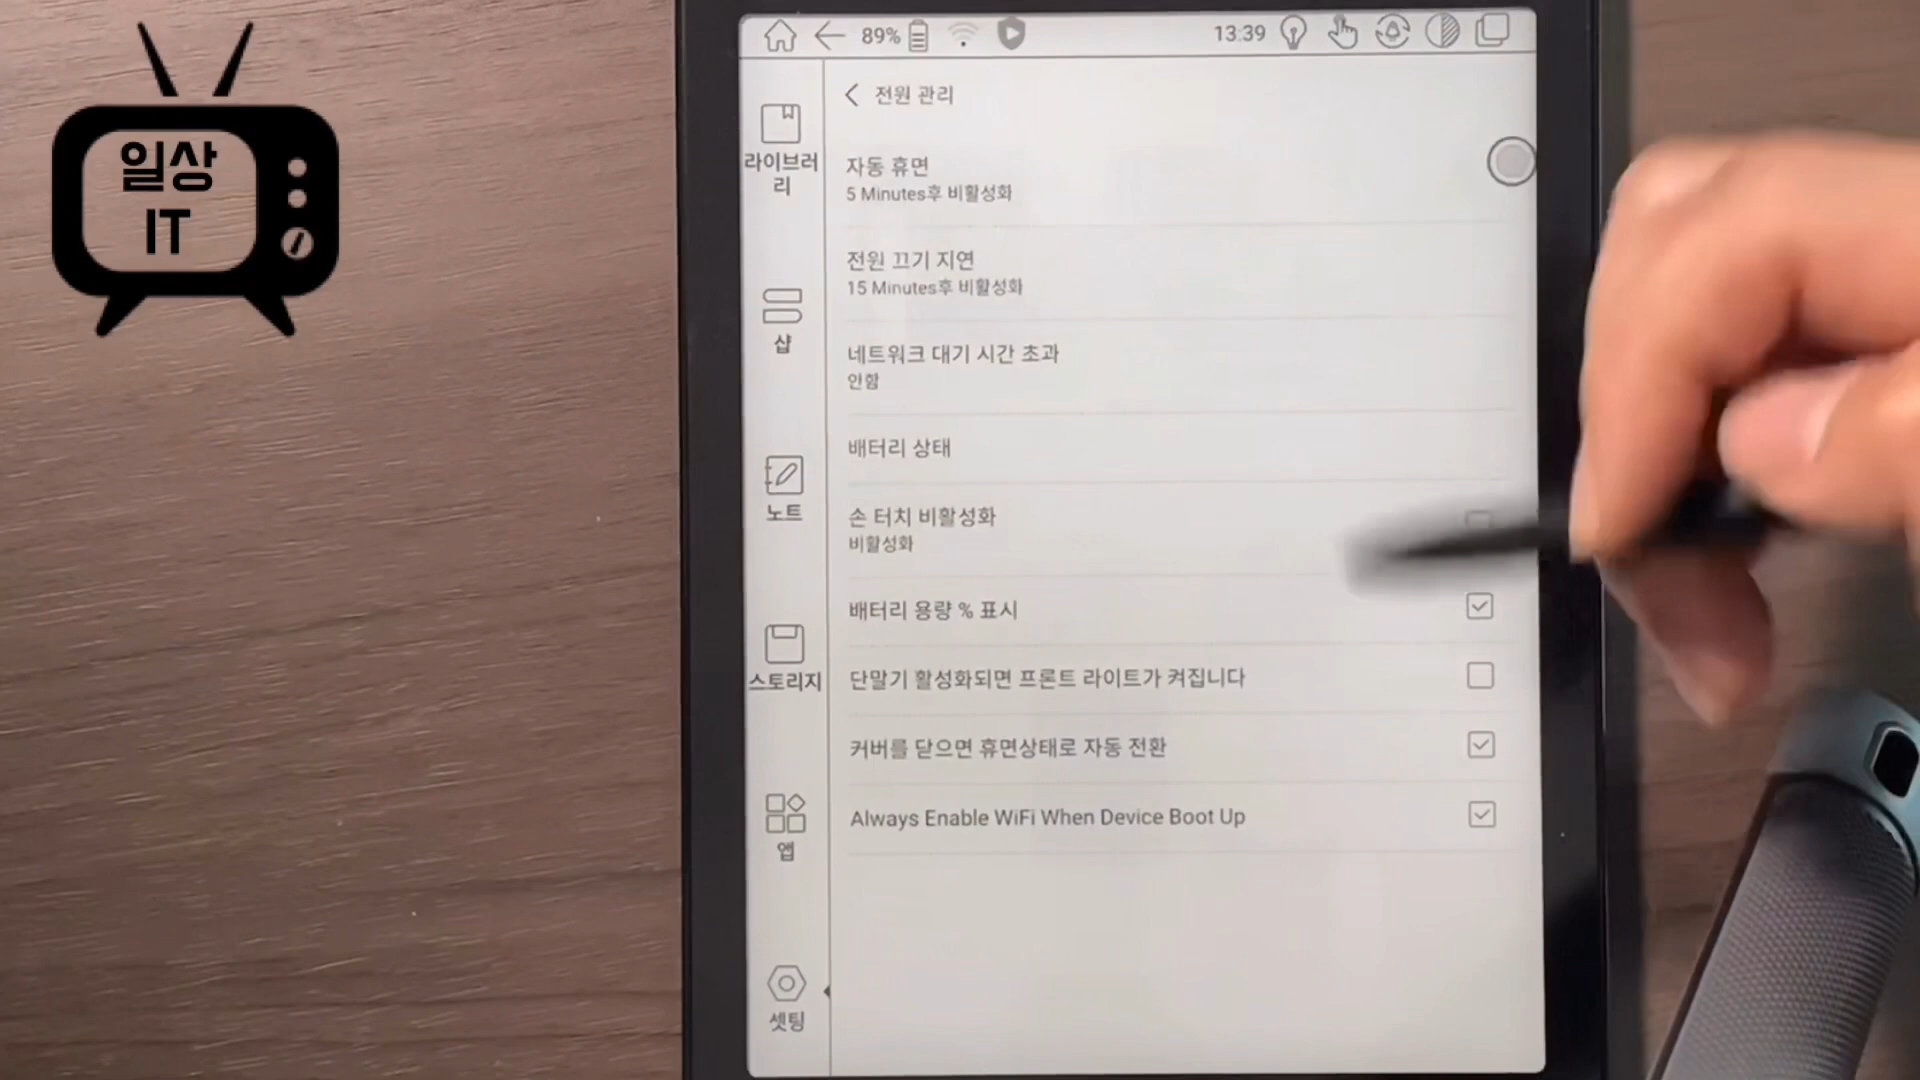 일상
IT
89%
13:39
전원 관리
라이브러
리
샵
노트
스토리지
앱
셋팅
자동 휴면
5 Minutes후 비활성화
전원 끄기 지연
15 Minutes후 비활성화
네트워크 대기 시간 초과
안함
배터리 상태
손 터치 비활성화
비활성화
배터리 용량 % 표시
단말기 활성화되면 프론트 라이트가 켜집니다
커버를 닫으면 휴면상태로 자동 전환
Always Enable WiFi When Device Boot Up